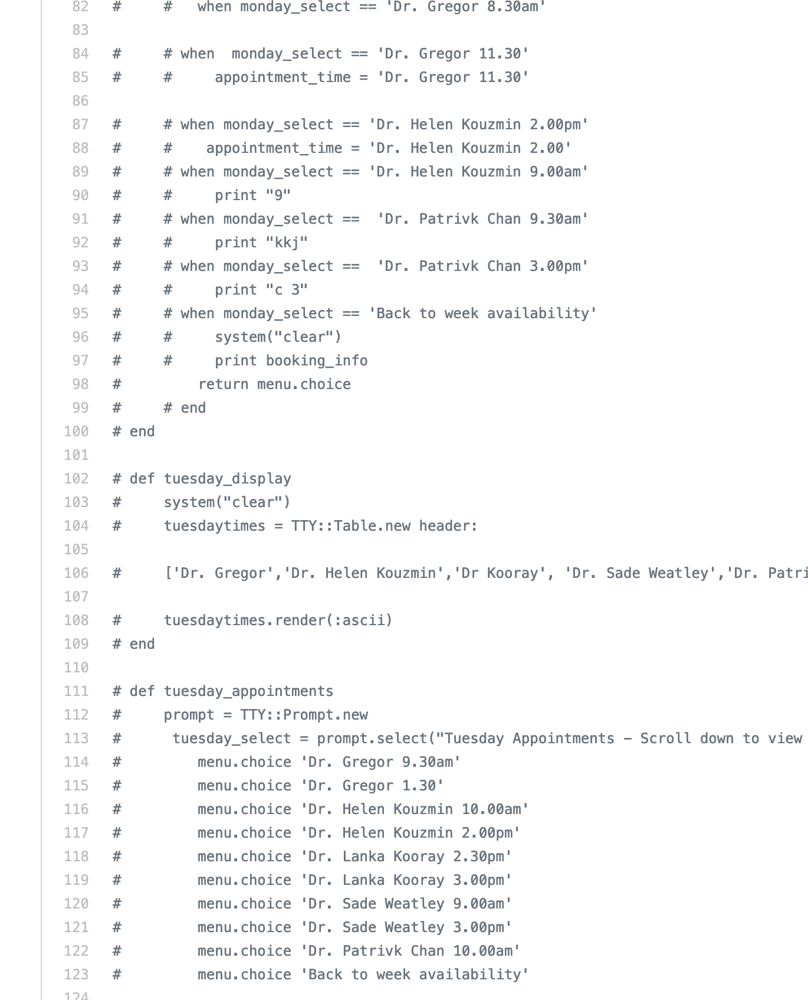 82 #     #   when monday_select == 'Dr. Gregor 8.30am'
83
84 #     # when  monday_select == 'Dr. Gregor 11.30'
85 #     #     appointment_time = 'Dr. Gregor 11.30'
86
87 #     # when monday_select == 'Dr. Helen Kouzmin 2.00pm'
88 #     #    appointment_time = 'Dr. Helen Kouzmin 2.00'
89 #     # when monday_select == 'Dr. Helen Kouzmin 9.00am'
90 #     #     print "9"
91 #     # when monday_select ==  'Dr. Patrivk Chan 9.30am'
92 #     #     print "kkj"
93 #     # when monday_select ==  'Dr. Patrivk Chan 3.00pm'
94 #     #     print "c 3"
95 #     # when monday_select == 'Back to week availability'
96 #     #     system("clear")
97 #     #     print booking_info
98 #         return menu.choice
99 #     # end
100 # end
101
102 # def tuesday_display
103 #     system("clear")
104 #     tuesdaytimes = TTY::Table.new header:
105
106 #     ['Dr. Gregor','Dr. Helen Kouzmin','Dr Kooray', 'Dr. Sade Weatley','Dr. Patri
107
108 #     tuesdaytimes.render(:ascii)
109 # end
110
111 # def tuesday_appointments
112 #     prompt = TTY::Prompt.new
113 #      tuesday_select = prompt.select("Tuesday Appointments – Scroll down to view
114 #         menu.choice 'Dr. Gregor 9.30am'
115 #         menu.choice 'Dr. Gregor 1.30'
116 #         menu.choice 'Dr. Helen Kouzmin 10.00am'
117 #         menu.choice 'Dr. Helen Kouzmin 2.00pm'
118 #         menu.choice 'Dr. Lanka Kooray 2.30pm'
119 #         menu.choice 'Dr. Lanka Kooray 3.00pm'
120 #         menu.choice 'Dr. Sade Weatley 9.00am'
121 #         menu.choice 'Dr. Sade Weatley 3.00pm'
122 #         menu.choice 'Dr. Patrivk Chan 10.00am'
123 #         menu.choice 'Back to week availability'
124